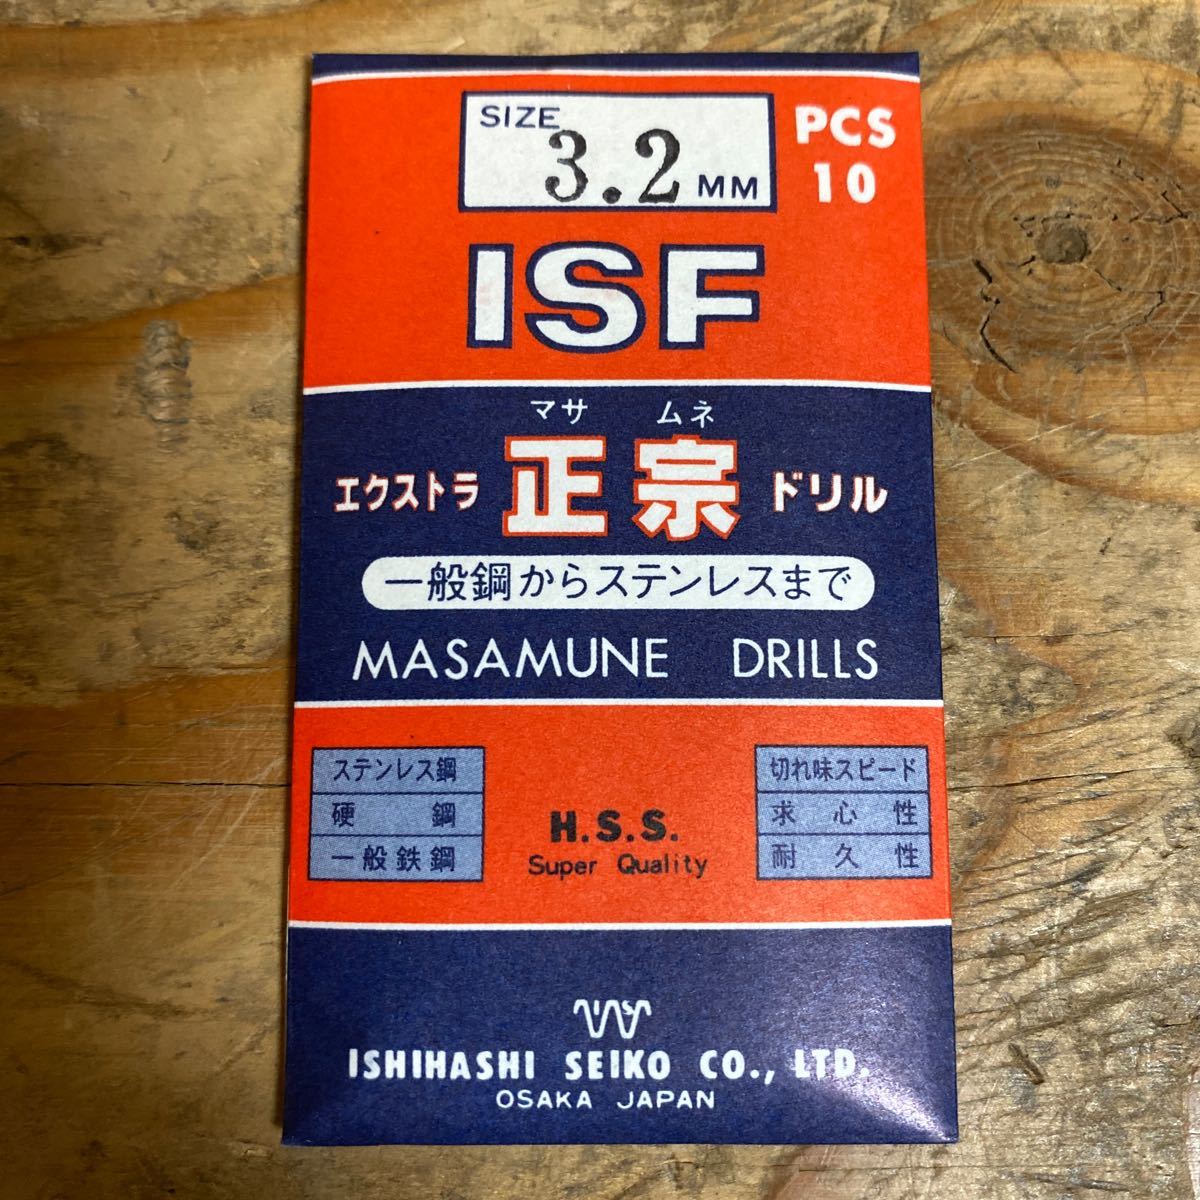 SIZE 3.2 MM
PCS
10
ISF
マサ ムネ
エクストラ 正宗 ドリル
一般鋼からステンレスまで
MASAMUNE DRILLS
ステンレス鋼
硬 鋼
一般鉄鋼
H.S.S.
Super Quality
切れ味スピード
求心性
耐久性
ISHIHASHI SEIKO CO., LTD.
OSAKA JAPAN